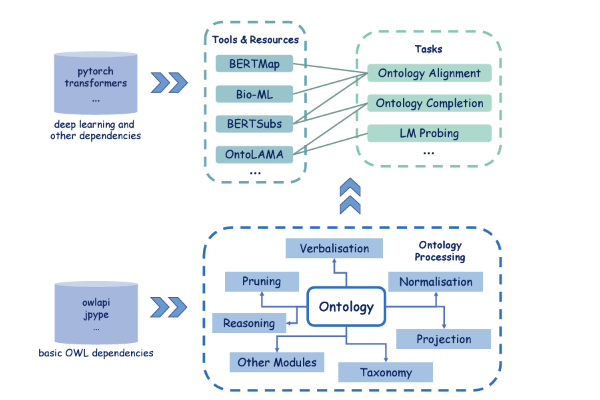 Tools & Resources
Tasks
pytorch
transformers
...
deep learning and
other dependencies
BERTMap
Bio-ML
BERTSubs
OntoLAMA
...
Ontology Alignment
Ontology Completion
LM Probing
...
Ontology
Processing
Verbalisation
Pruning
Normalisation
Ontology
Reasoning
Projection
Other Modules
Taxonomy
owlapi
jpype
...
basic OWL dependencies